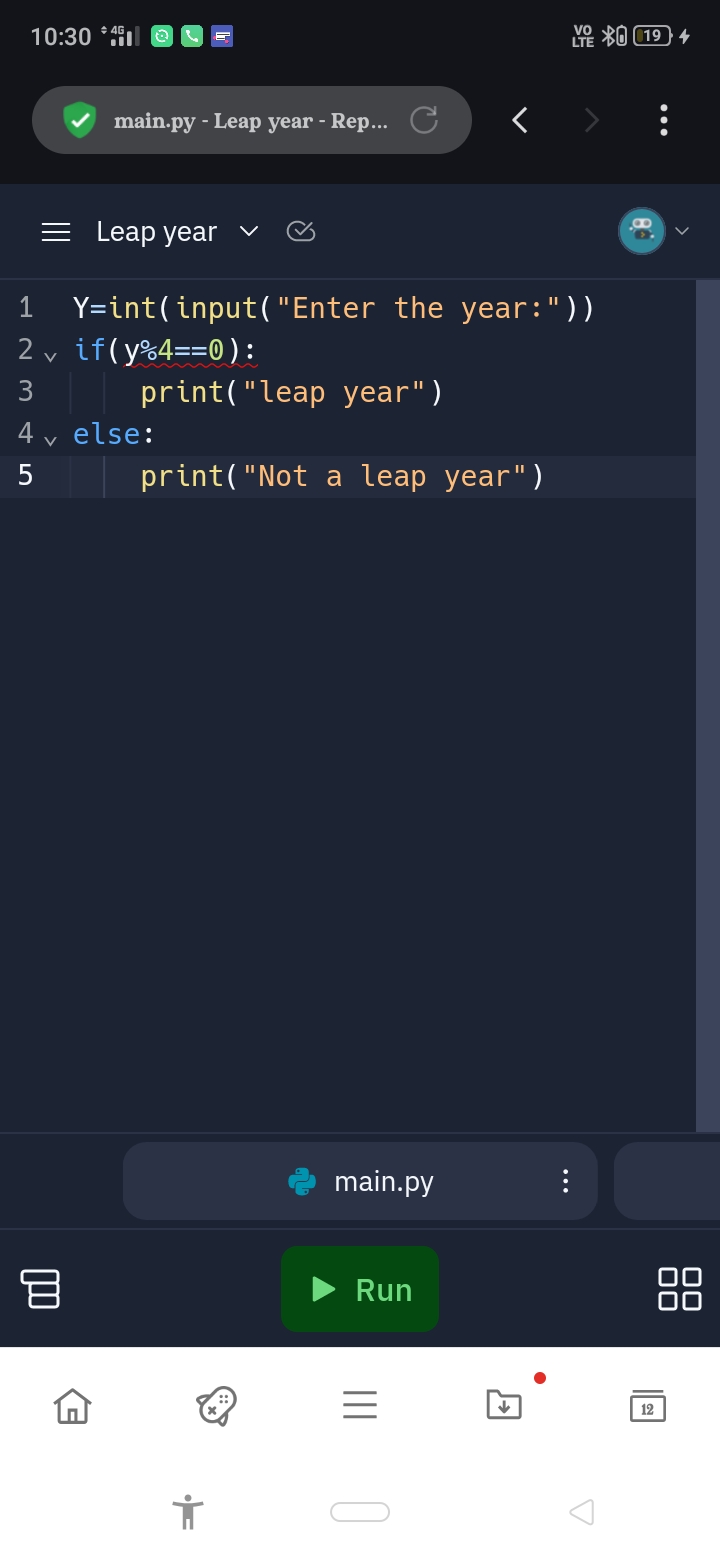 10:30 4G VO LTE 19
main.py - Leap year - Rep...
Leap year
1 Y=int(input("Enter the year:"))
2 if(y%4==0):
3 print("leap year")
4 else:
5 print("Not a leap year")
main.py
Run
12